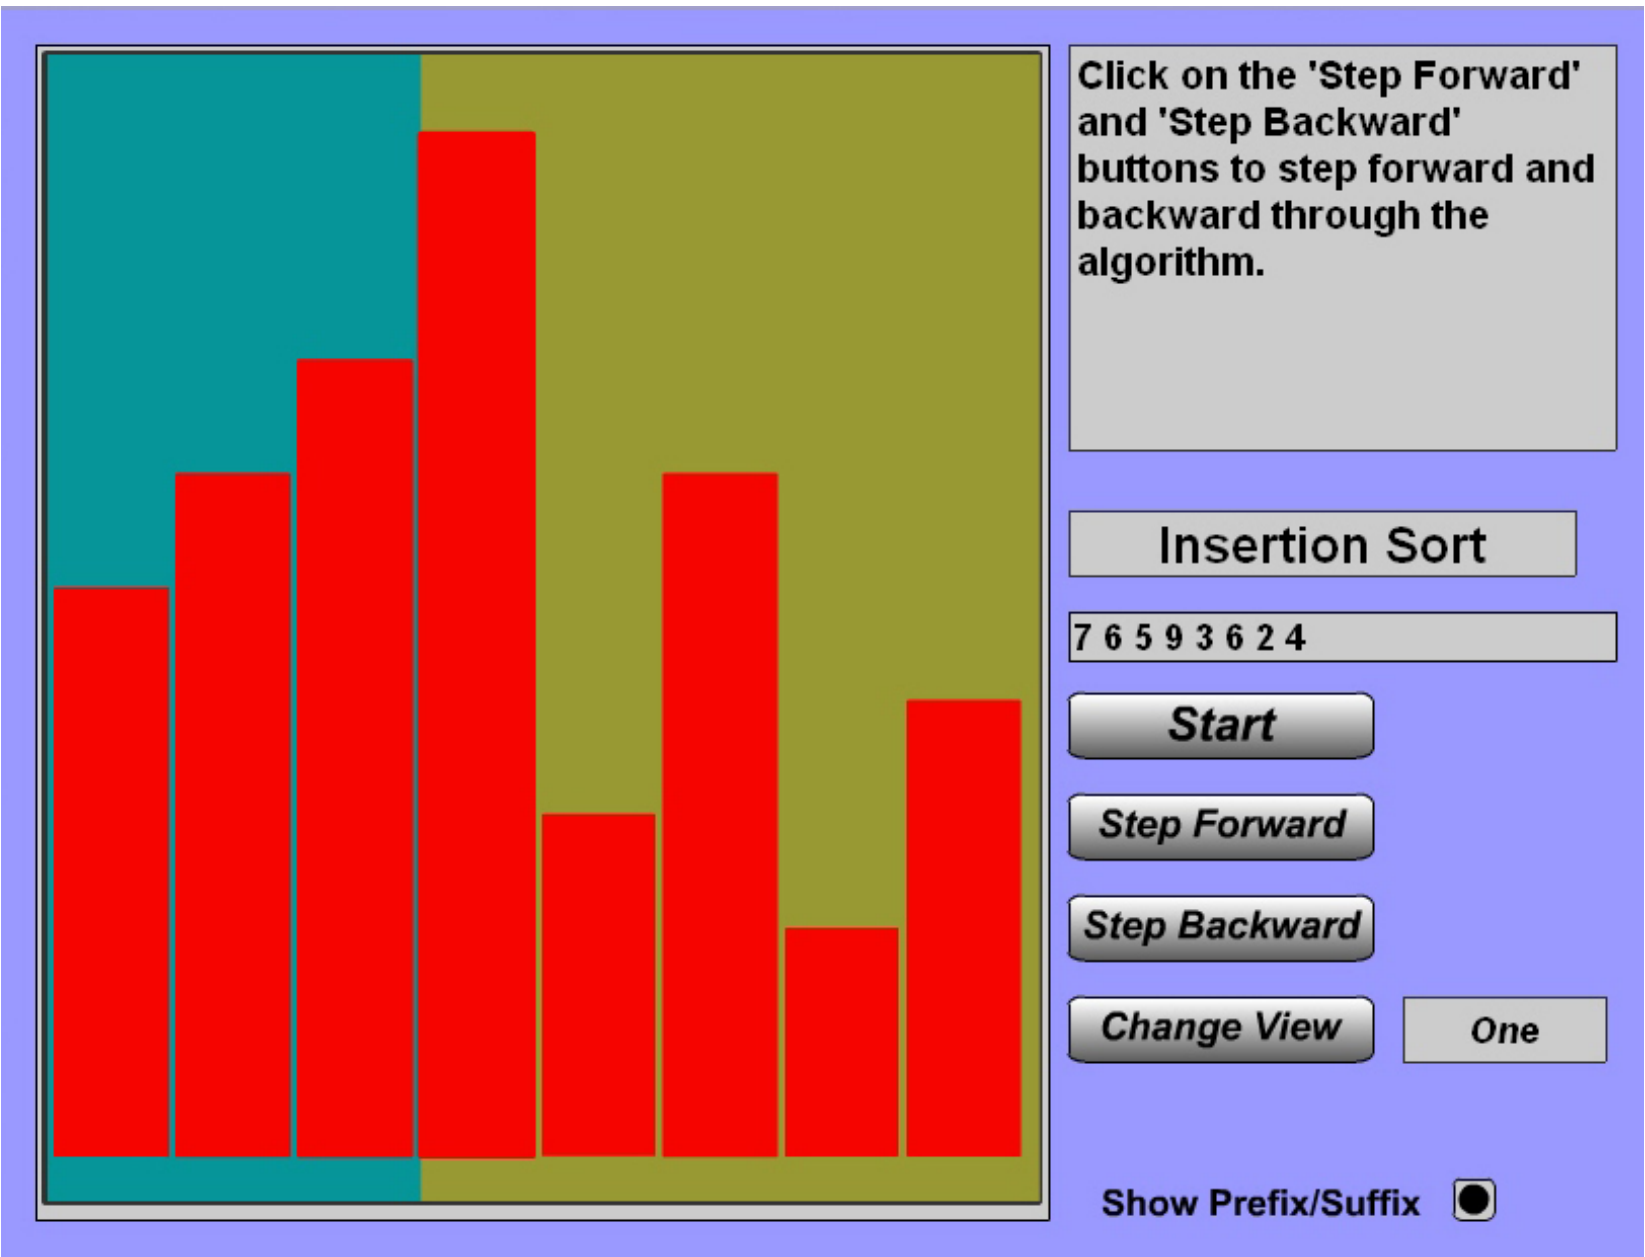 Click on the 'Step Forward'
and 'Step Backward'
buttons to step forward and
backward through the
algorithm.
Insertion Sort
7 6 5 9 3 6 2 4
Start
Step Forward
Step Backward
Change View
One
Show Prefix/Suffix